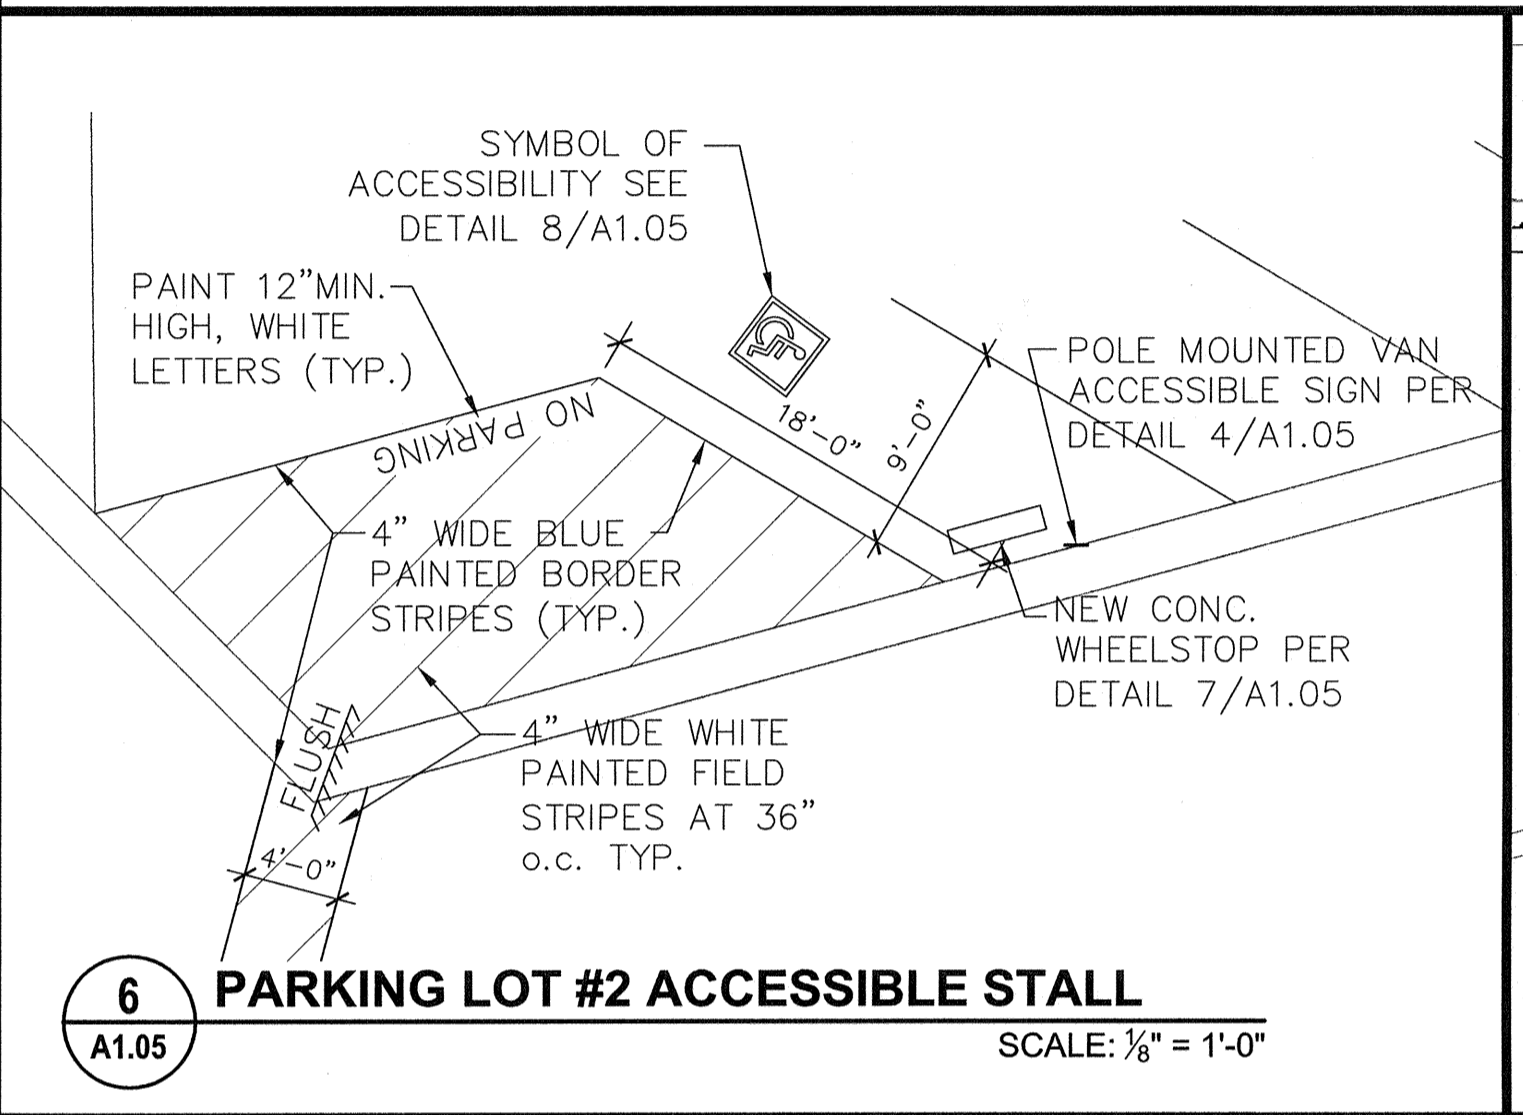 SYMBOL OF
ACCESSIBILITY SEE
DETAIL 8/A1.05
PAINT 12"MIN.
HIGH, WHITE
LETTERS (TYP.)
NO PARKING
18'-0"
9'-0"
POLE MOUNTED VAN
ACCESSIBLE SIGN PER
DETAIL 4/A1.05
4" WIDE BLUE
PAINTED BORDER
STRIPES (TYP.)
NEW CONC.
WHEELSTOP PER
DETAIL 7/A1.05
FLUSH
4" WIDE WHITE
PAINTED FIELD
STRIPES AT 36"
o.c. TYP.
4'-0"
6
A1.05
PARKING LOT #2 ACCESSIBLE STALL
SCALE: ⅛" = 1'-0"